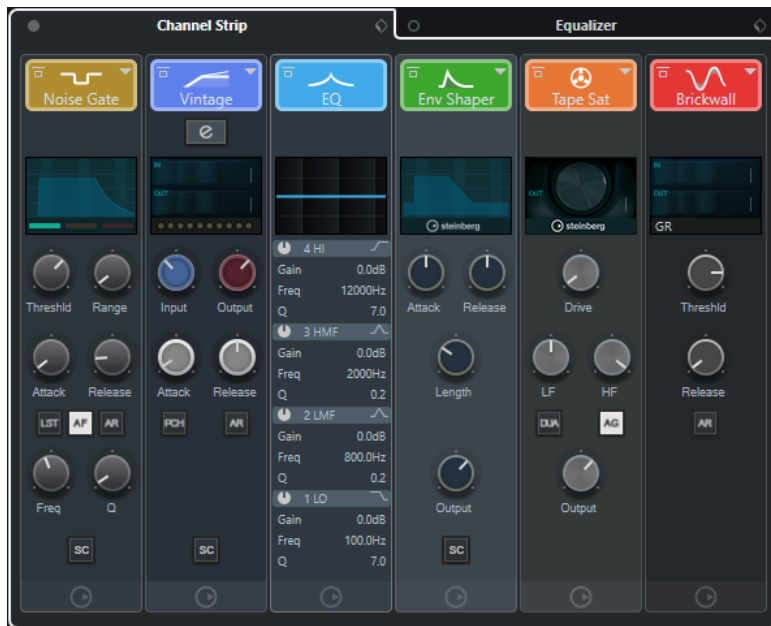 Channel Strip
Equalizer
Noise Gate
Vintage
EQ
Env Shaper
Tape Sat
Brickwall
e
IN
OUT
steinberg
OUT
steinberg
IN
OUT
GR
Threshld Range
Attack Release
LST AF AR
Freq Q
SC
Input Output
Attack Release
PCH AR
SC
4 HI
Gain 0.0dB
Freq 12000Hz
Q 7.0
3 HMF
Gain 0.0dB
Freq 2000Hz
Q 0.2
2 LMF
Gain 0.0dB
Freq 800.0Hz
Q 0.2
1 LO
Gain 0.0dB
Freq 100.0Hz
Q 7.0
Attack Release
Length
Output
SC
Drive
LF HF
DUA AG
Output
Threshld
Release
AR